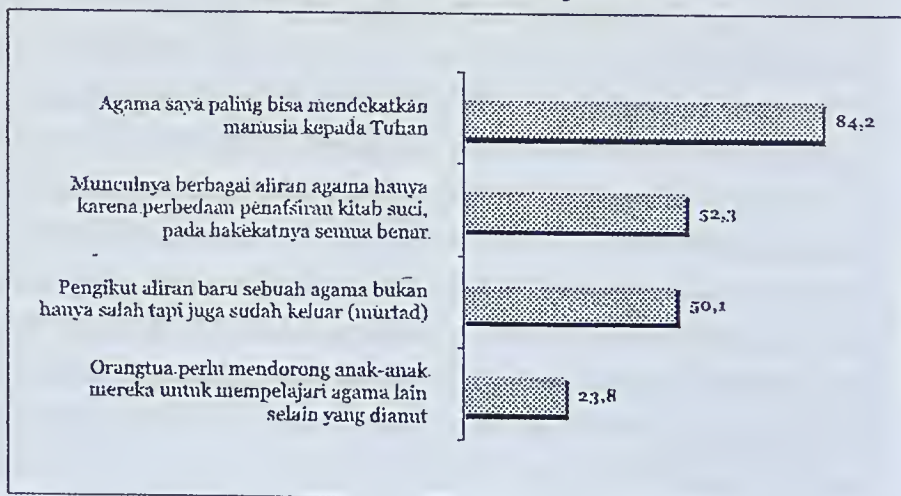 Agama saya paling bisa mendekatkan
manusia kepada Tuhan
84,2
Munculnya berbagai aliran agama hanya
karena perbedaan penafsiran kitab suci,
pada hakekatnya semua benar.
52,3
Pengikut aliran baru sebuah agama bukan
hanya salah tapi juga sudah keluar (murtad)
50,1
Orangtua perlu mendorong anak-anak
mereka untuk mempelajari agama lain
selain yang dianut
23,8